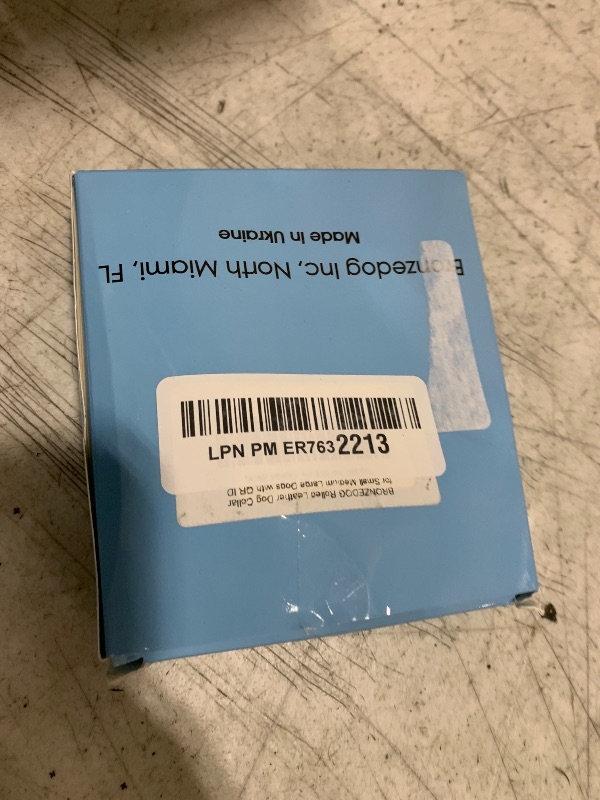 Bronzedog Inc, North Miami, FL
Made In Ukraine
LPN PM ER7632213
BRONZEDOG Rolled Leather Dog Collar
for Small Medium Large Dogs with QR ID